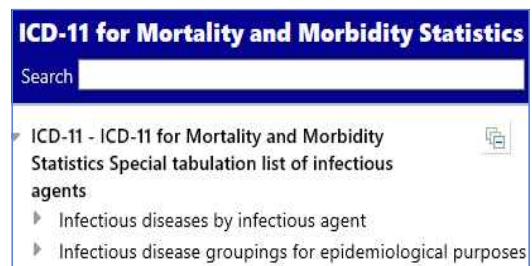 ICD-11 for Mortality and Morbidity Statistics
Search
ICD-11 - ICD-11 for Mortality and Morbidity
Statistics Special tabulation list of infectious
agents
Infectious diseases by infectious agent
Infectious disease groupings for epidemiological purposes